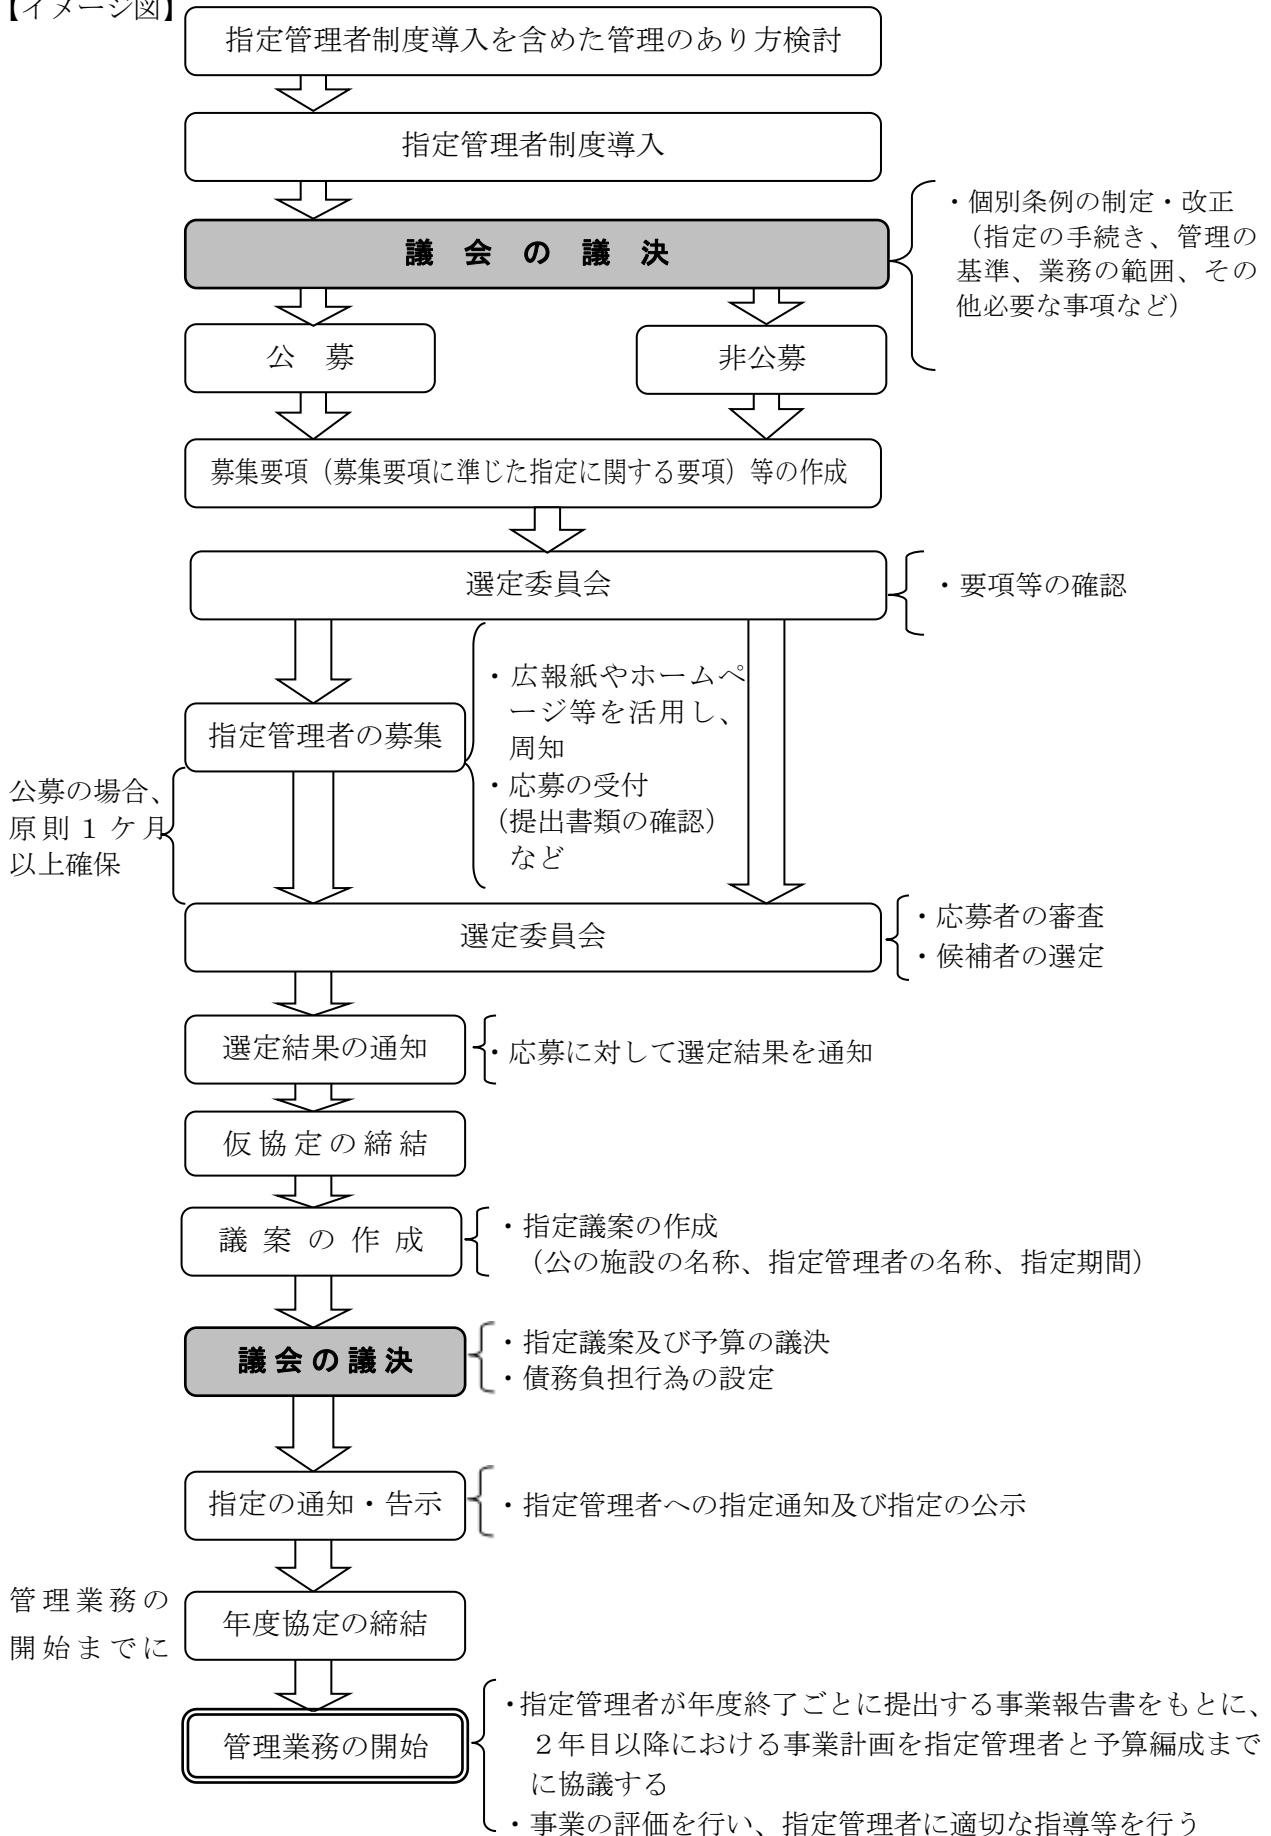 【イメージ図】
指定管理者制度導入を含めた管理のあり方検討
指定管理者制度導入
議会の議決
・個別条例の制定・改正
（指定の手続き、管理の
基準、業務の範囲、その
他必要な事項など）
公　募
非公募
募集要項（募集要項に準じた指定に関する要項）等の作成
選定委員会
・要項等の確認
指定管理者の募集
・広報紙やホームペ
ージ等を活用し、
周知
・応募の受付
（提出書類の確認）
など
公募の場合、
原則１ケ月
以上確保
選定委員会
・応募者の審査
・候補者の選定
選定結果の通知
・応募に対して選定結果を通知
仮協定の締結
議案の作成
・指定議案の作成
（公の施設の名称、指定管理者の名称、指定期間）
議会の議決
・指定議案及び予算の議決
・債務負担行為の設定
指定の通知・告示
・指定管理者への指定通知及び指定の公示
管理業務の
開始までに
年度協定の締結
管理業務の開始
・指定管理者が年度終了ごとに提出する事業報告書をもとに、
２年目以降における事業計画を指定管理者と予算編成まで
に協議する
・事業の評価を行い、指定管理者に適切な指導等を行う